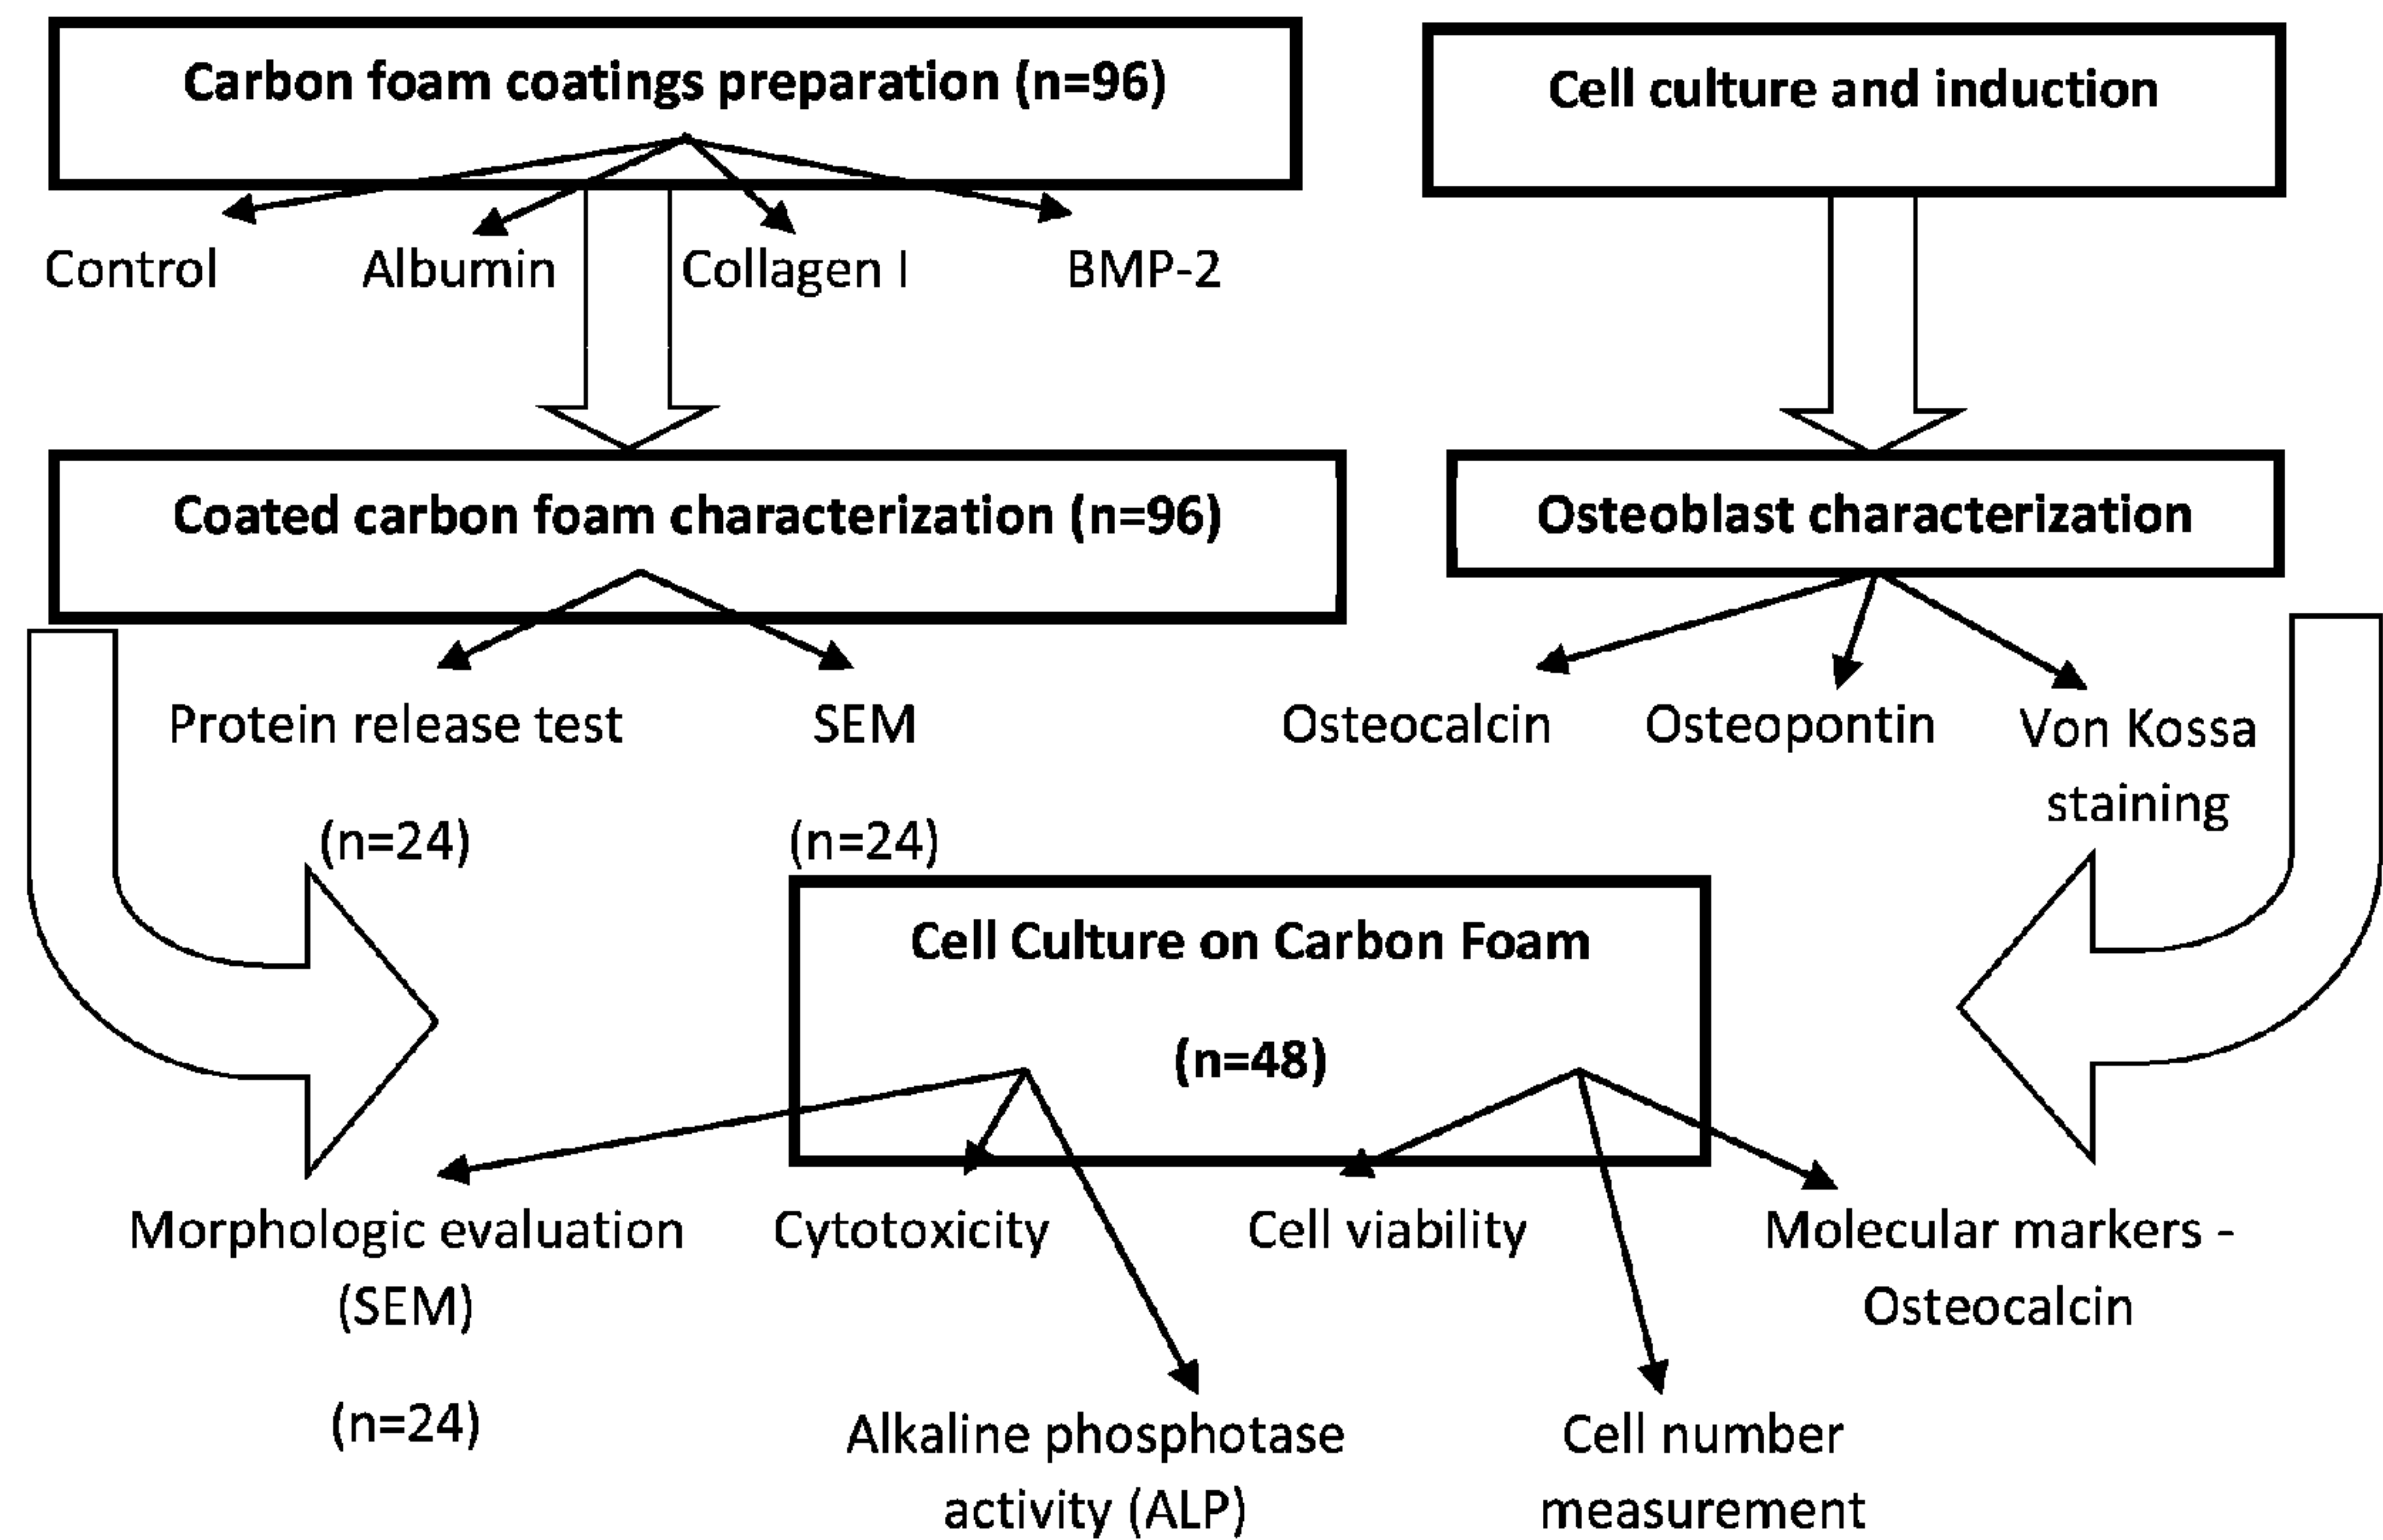 Carbon foam coatings preparation (n=96)
Cell culture and induction
Control
Albumin
Collagen I
BMP-2
Coated carbon foam characterization (n=96)
Osteoblast characterization
Protein release test
SEM
(n=24)
(n=24)
Osteocalcin
Osteopontin
Von Kossa
staining
Cell Culture on Carbon Foam
(n=48)
Morphologic evaluation
(SEM)
(n=24)
Cytotoxicity
Cell viability
Molecular markers -
Osteocalcin
Alkaline phosphotase
activity (ALP)
Cell number
measurement